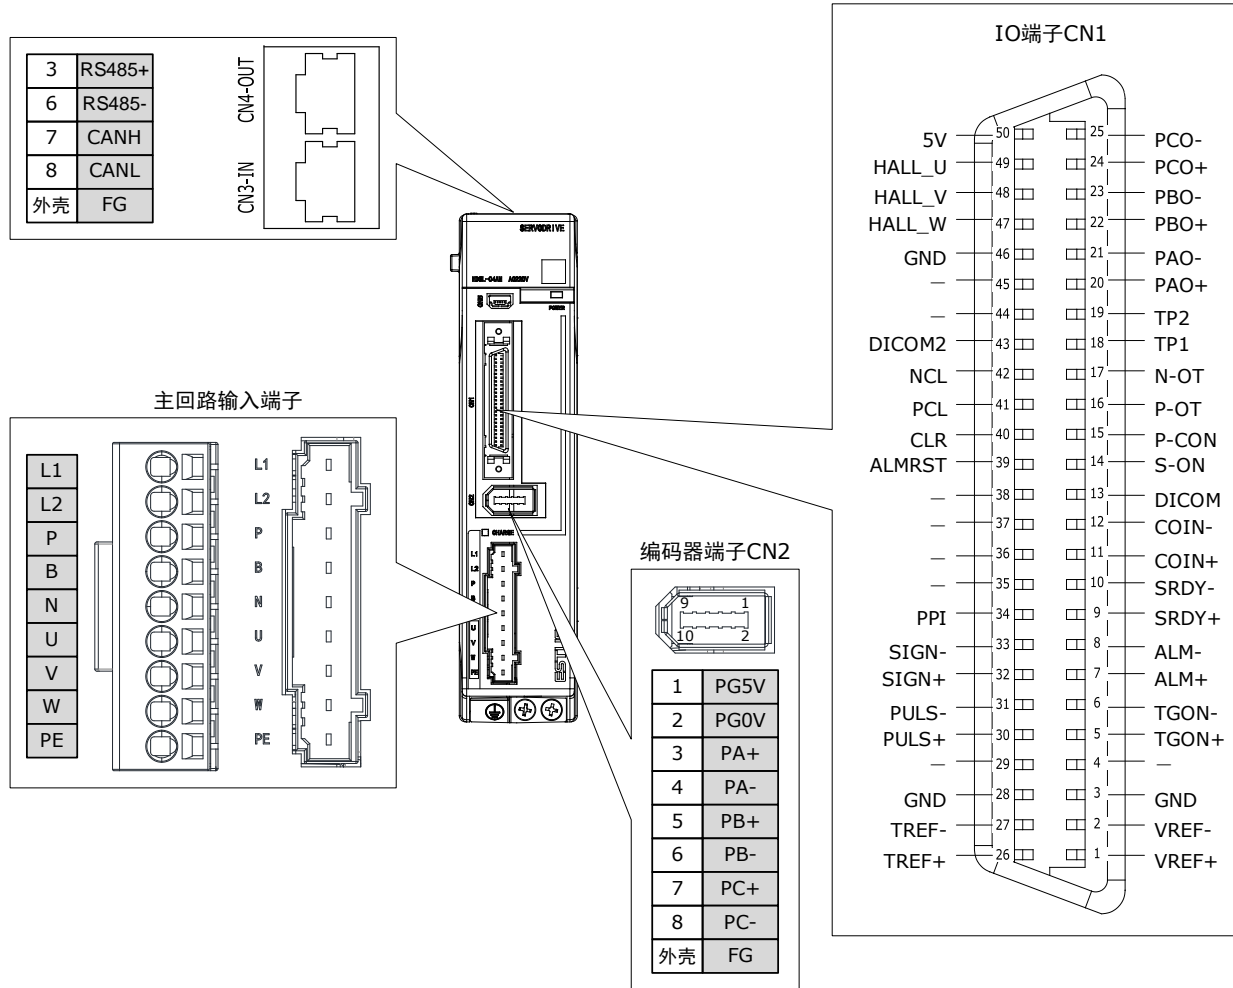 IO端子CN1
3 RS485+
6 RS485-
7 CANH
8 CANL
外壳 FG
CN4-OUT
CN3-IN
SERVODRIVE
CN1
CN2
CHARGE
L1
L2
P
U
V
W
PE
主回路输入端子
L1 L1
L2 L2
P P
B B
N N
U U
V V
W W
PE PE
编码器端子CN2
9 1
10 2
1 PG5V
2 PG0V
3 PA+
4 PA-
5 PB+
6 PB-
7 PC+
8 PC-
外壳 FG
5V 50 25 PCO-
HALL_U 49 24 PCO+
HALL_V 48 23 PBO-
HALL_W 47 22 PBO+
GND 46 21 PAO-
— 45 20 PAO+
— 44 19 TP2
DICOM2 43 18 TP1
NCL 42 17 N-OT
PCL 41 16 P-OT
CLR 40 15 P-CON
ALMRST 39 14 S-ON
— 38 13 DICOM
— 37 12 COIN-
— 36 11 COIN+
— 35 10 SRDY-
PPI 34 9 SRDY+
SIGN- 33 8 ALM-
SIGN+ 32 7 ALM+
PULS- 31 6 TGON-
PULS+ 30 5 TGON+
— 29 4 —
GND 28 3 GND
TREF- 27 2 VREF-
TREF+ 26 1 VREF+